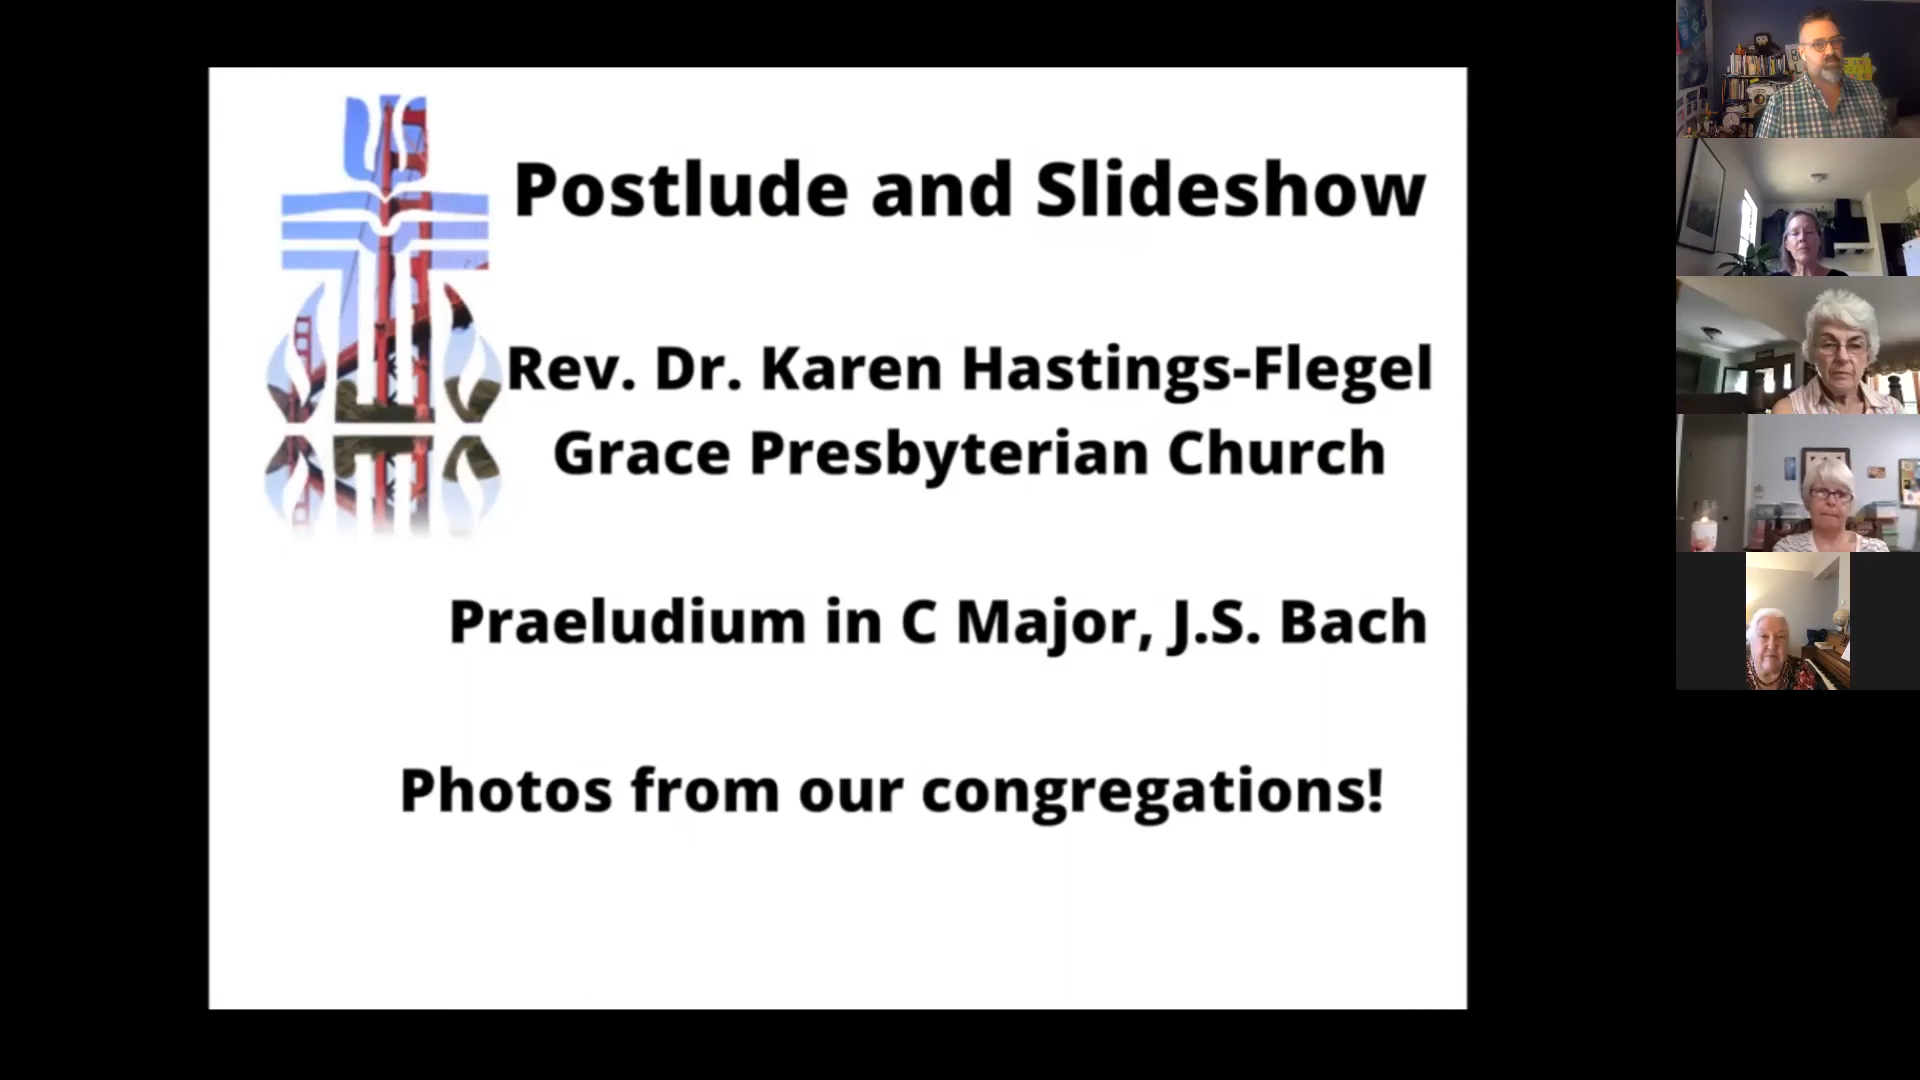 Postlude and Slideshow
Rev. Dr. Karen Hastings-Flegel
Grace Presbyterian Church
Praeludium in C Major, J.S. Bach
Photos from our congregations!